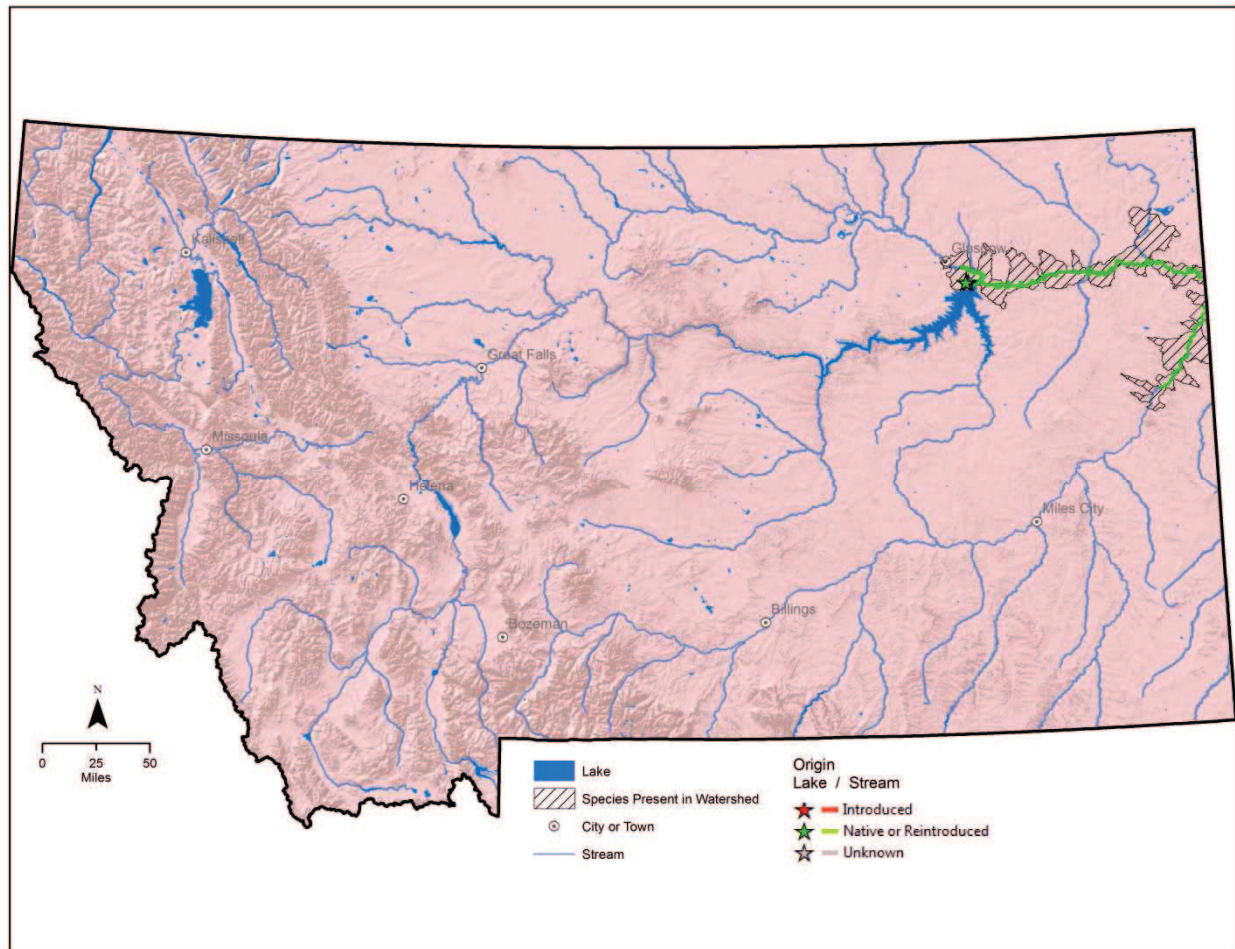 Kalispell
Glasgow
Great Falls
Missoula
Helena
Miles City
Billings
Bozeman
N
0 25 50
Miles
Lake
Species Present in Watershed
City or Town
Stream
Origin
Lake / Stream
Introduced
Native or Reintroduced
Unknown